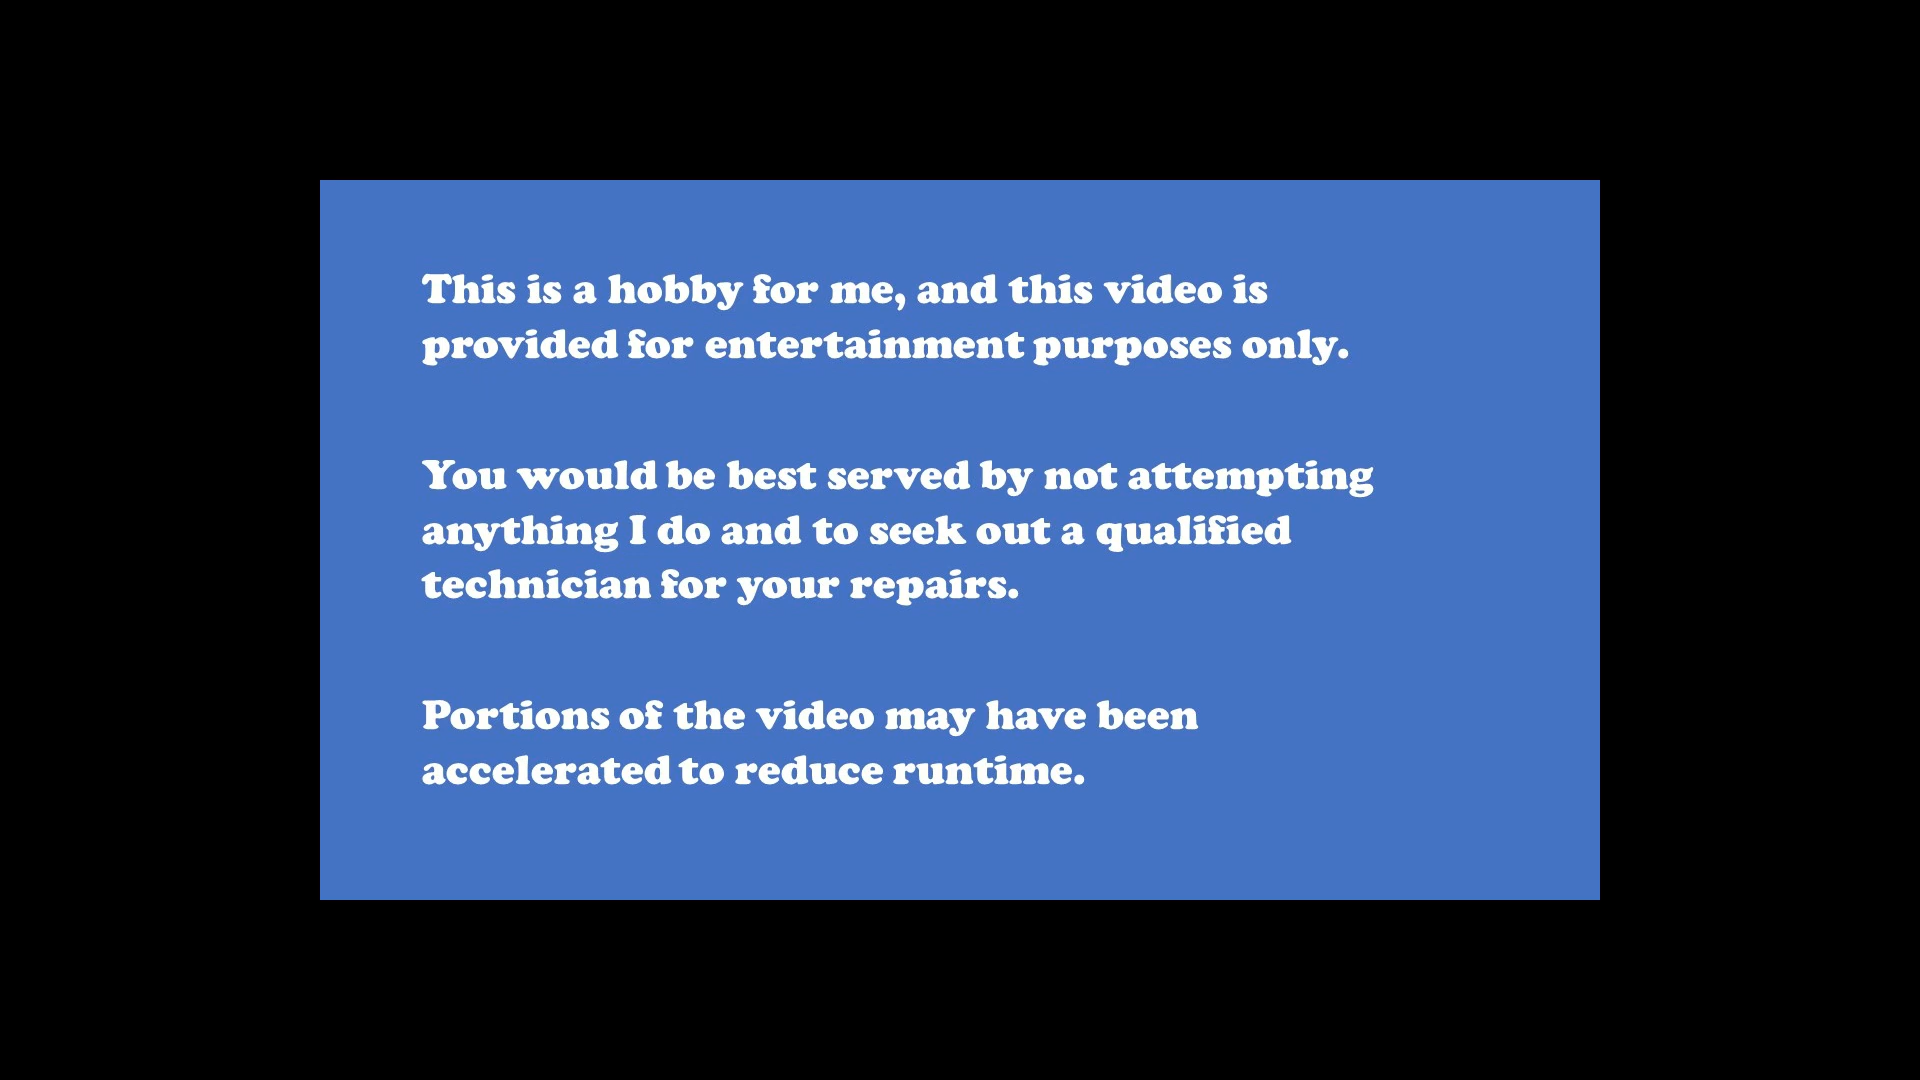 This is a hobby for me, and this video is
provided for entertainment purposes only.
You would be best served by not attempting
anything I do and to seek out a qualified
technician for your repairs.
Portions of the video may have been
accelerated to reduce runtime.